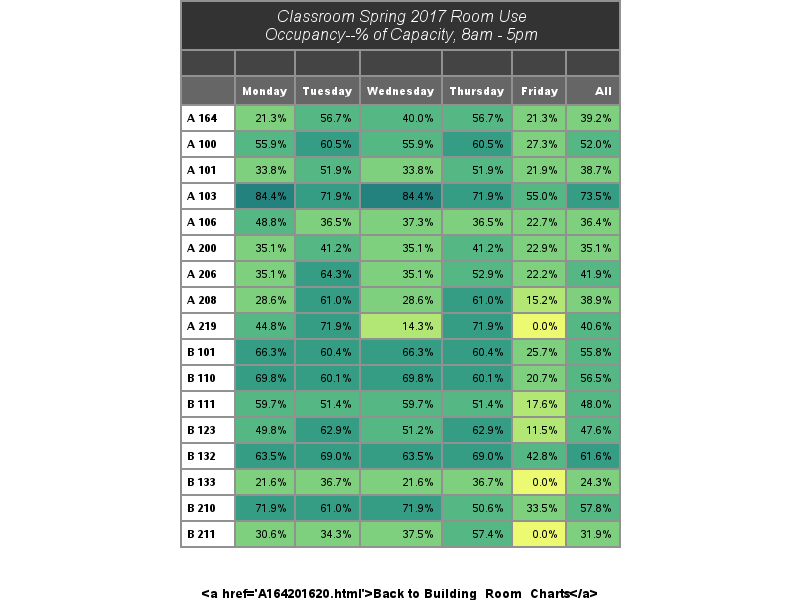 Classroom Spring 2017 Room Use
Occupancy--% of Capacity, 8am - 5pm
Monday Tuesday Wednesday Thursday Friday All
A 164 21.3% 56.7% 40.0% 56.7% 21.3% 39.2%
A 100 55.9% 60.5% 55.9% 60.5% 27.3% 52.0%
A 101 33.8% 51.9% 33.8% 51.9% 21.9% 38.7%
A 103 84.4% 71.9% 84.4% 71.9% 55.0% 73.5%
A 106 48.8% 36.5% 37.3% 36.5% 22.7% 36.4%
A 200 35.1% 41.2% 35.1% 41.2% 22.9% 35.1%
A 206 35.1% 64.3% 35.1% 52.9% 22.2% 41.9%
A 208 28.6% 61.0% 28.6% 61.0% 15.2% 38.9%
A 219 44.8% 71.9% 14.3% 71.9% 0.0% 40.6%
B 101 66.3% 60.4% 66.3% 60.4% 25.7% 55.8%
B 110 69.8% 60.1% 69.8% 60.1% 20.7% 56.5%
B 111 59.7% 51.4% 59.7% 51.4% 17.6% 48.0%
B 123 49.8% 62.9% 51.2% 62.9% 11.5% 47.6%
B 132 63.5% 69.0% 63.5% 69.0% 42.8% 61.6%
B 133 21.6% 36.7% 21.6% 36.7% 0.0% 24.3%
B 210 71.9% 61.0% 71.9% 50.6% 33.5% 57.8%
B 211 30.6% 34.3% 37.5% 57.4% 0.0% 31.9%
<a href='A164201620.html'>Back to Building_Room_Charts</a>